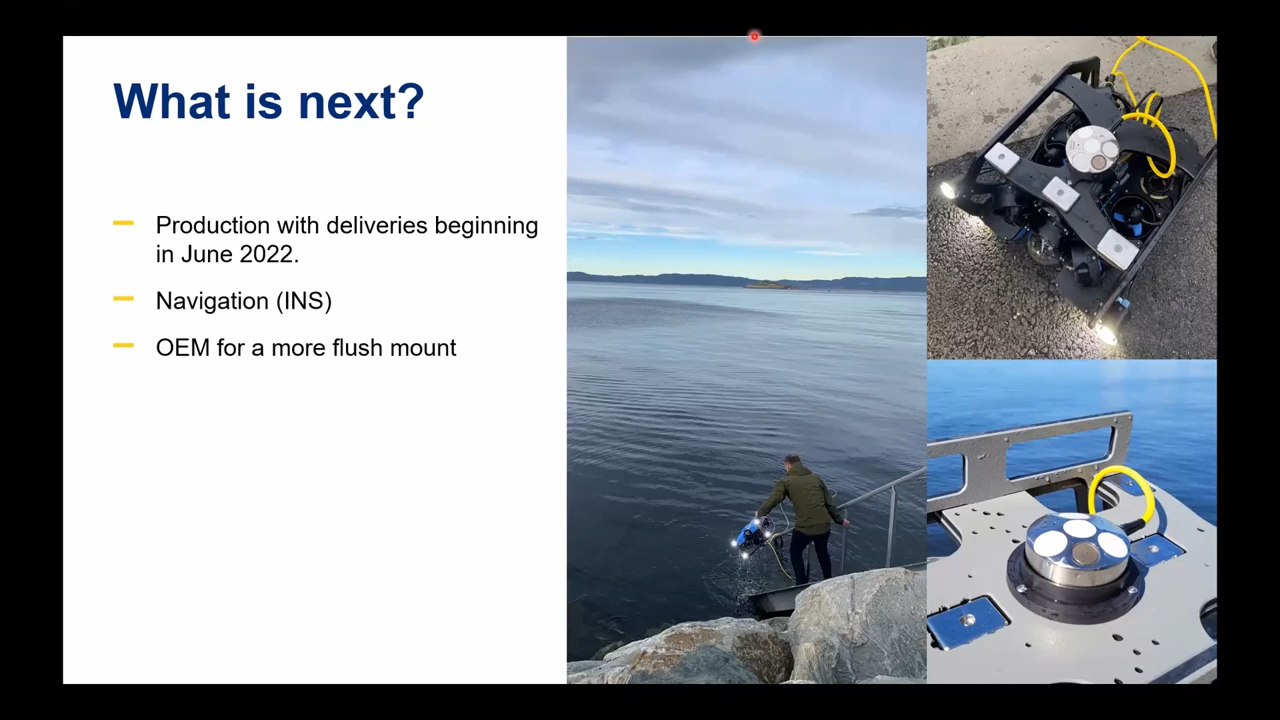 What is next?
Production with deliveries beginning
in June 2022.
Navigation (INS)
OEM for a more flush mount